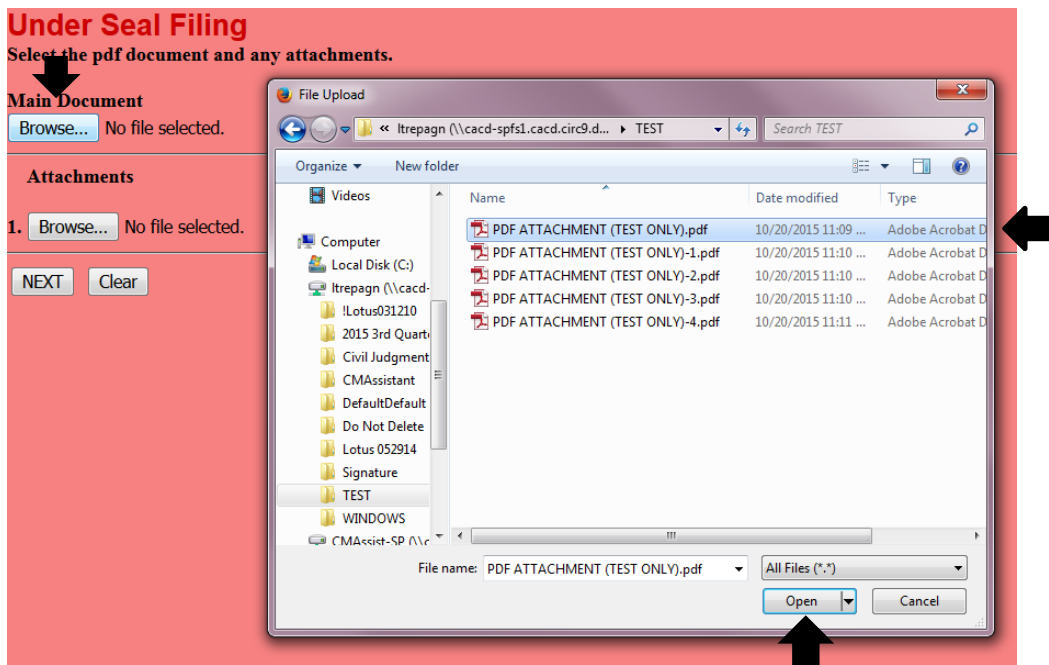 Under Seal Filing
Select the pdf document and any attachments.
Main Document
Browse... No file selected.
Attachments
1. Browse... No file selected.
NEXT Clear
File Upload
« ltrepagn (\\cacd-spfs1.cacd.circ9.d... TEST Search TEST
Organize New folder
Videos
Computer
Local Disk (C:)
ltrepagn (\\cacd-
!Lotus031210
2015 3rd Quart
Civil Judgment
CMAssistant
DefaultDefault
Do Not Delete
Lotus 052914
Signature
TEST
WINDOWS
CMAssist-SP (\\c
Name Date modified Type
PDF ATTACHMENT (TEST ONLY).pdf 10/20/2015 11:09 ... Adobe Acrobat D
PDF ATTACHMENT (TEST ONLY)-1.pdf 10/20/2015 11:10 ... Adobe Acrobat D
PDF ATTACHMENT (TEST ONLY)-2.pdf 10/20/2015 11:10 ... Adobe Acrobat D
PDF ATTACHMENT (TEST ONLY)-3.pdf 10/20/2015 11:10 ... Adobe Acrobat D
PDF ATTACHMENT (TEST ONLY)-4.pdf 10/20/2015 11:11 ... Adobe Acrobat D
File name: PDF ATTACHMENT (TEST ONLY).pdf All Files (*.*)
Open Cancel